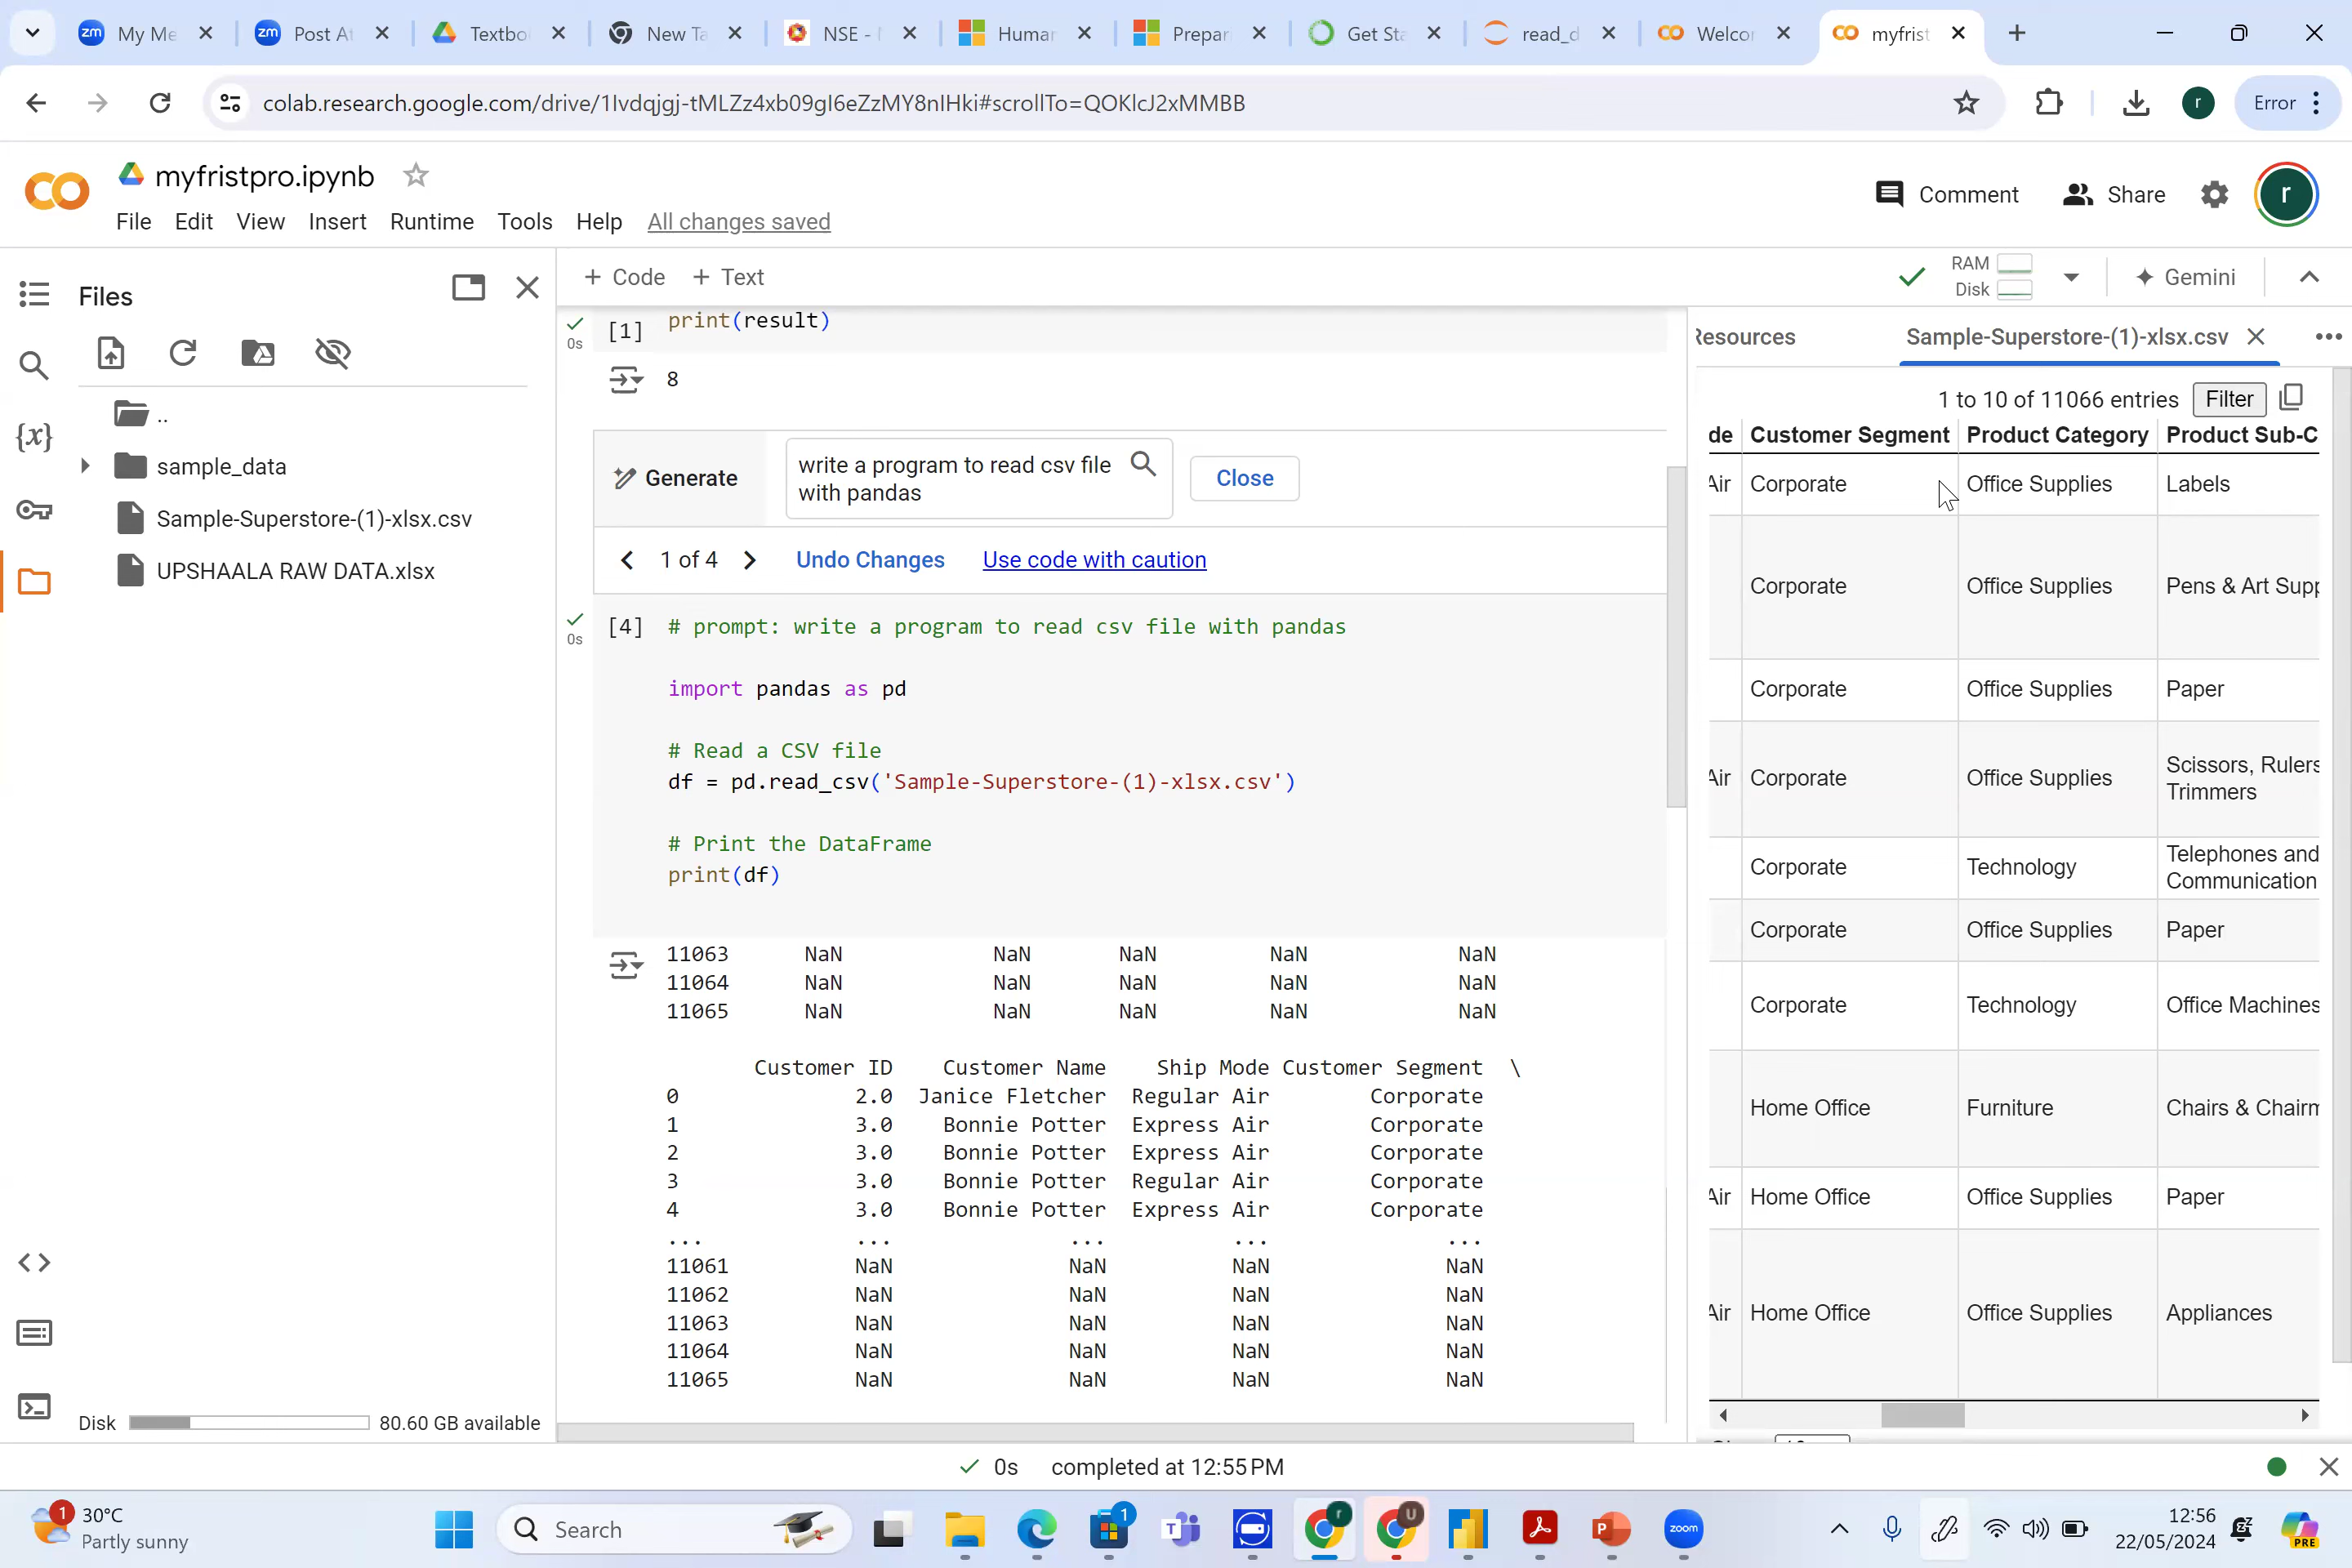 My Me
Post At
Textbo
New Ta
NSE - N
Human
Prepar
Get Sta
read_d
Welcor
myfrist
colab.research.google.com/drive/1Ivdqjgj-tMLZz4xb09gI6eZzMY8nIHki#scrollTo=QOKlcJ2xMMBB
Error
myfristpro.ipynb
File Edit View Insert Runtime Tools Help All changes saved
Comment Share r
Files
+ Code + Text
RAM
Disk
Gemini
..
sample_data
Sample-Superstore-(1)-xlsx.csv
UPSHAALA RAW DATA.xlsx
Disk 80.60 GB available
[1] print(result)
0s
8
Generate
write a program to read csv file
with pandas
Close
1 of 4 Undo Changes Use code with caution
[4] # prompt: write a program to read csv file with pandas
0s
import pandas as pd
# Read a CSV file
df = pd.read_csv('Sample-Superstore-(1)-xlsx.csv')
# Print the DataFrame
print(df)
11063 NaN NaN NaN NaN NaN
11064 NaN NaN NaN NaN NaN
11065 NaN NaN NaN NaN NaN
Customer ID Customer Name Ship Mode Customer Segment \
0 2.0 Janice Fletcher Regular Air Corporate
1 3.0 Bonnie Potter Express Air Corporate
2 3.0 Bonnie Potter Express Air Corporate
3 3.0 Bonnie Potter Regular Air Corporate
4 3.0 Bonnie Potter Express Air Corporate
... ... ... ... ...
11061 NaN NaN NaN NaN
11062 NaN NaN NaN NaN
11063 NaN NaN NaN NaN
11064 NaN NaN NaN NaN
11065 NaN NaN NaN NaN
Resources Sample-Superstore-(1)-xlsx.csv
1 to 10 of 11066 entries Filter
de Customer Segment Product Category Product Sub-C
Air Corporate Office Supplies Labels
Corporate Office Supplies Pens & Art Supp
Corporate Office Supplies Paper
Air Corporate Office Supplies Scissors, Rulers
Trimmers
Corporate Technology Telephones and
Communication
Corporate Office Supplies Paper
Corporate Technology Office Machines
Home Office Furniture Chairs & Chairm
Air Home Office Office Supplies Paper
Air Home Office Office Supplies Appliances
0s completed at 12:55 PM
1
30°C
Partly sunny
Search
12:56
22/05/2024